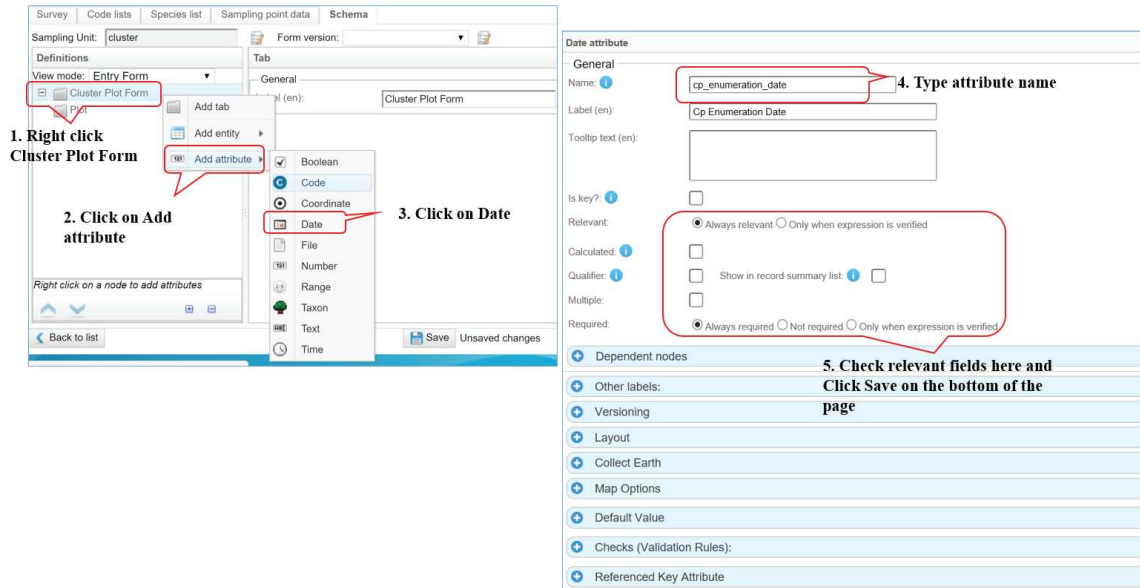 Survey Code lists Species list Sampling point data Schema
Sampling Unit: cluster Form version:
Definitions Tab
View mode: Entry Form General
Cluster Plot Form (en): Cluster Plot Form
Plot Add tab
1. Right click
Cluster Plot Form
Add entity
Add attribute
2. Click on Add
attribute
Boolean
Code
Coordinate
Date
3. Click on Date
File
Number
Range
Taxon
Text
Time
Right click on a node to add attributes
Back to list Save Unsaved changes
Date attribute
General
Name: cp_enumeration_date 4. Type attribute name
Label (en): Cp Enumeration Date
Tooltip text (en):
Is key?:
Relevant: Always relevant Only when expression is verified
Calculated:
Qualifier: Show in record summary list:
Multiple:
Required: Always required Not required Only when expression is verified
Dependent nodes
5. Check relevant fields here and
Click Save on the bottom of the
page
Other labels:
Versioning
Layout
Collect Earth
Map Options
Default Value
Checks (Validation Rules):
Referenced Key Attribute